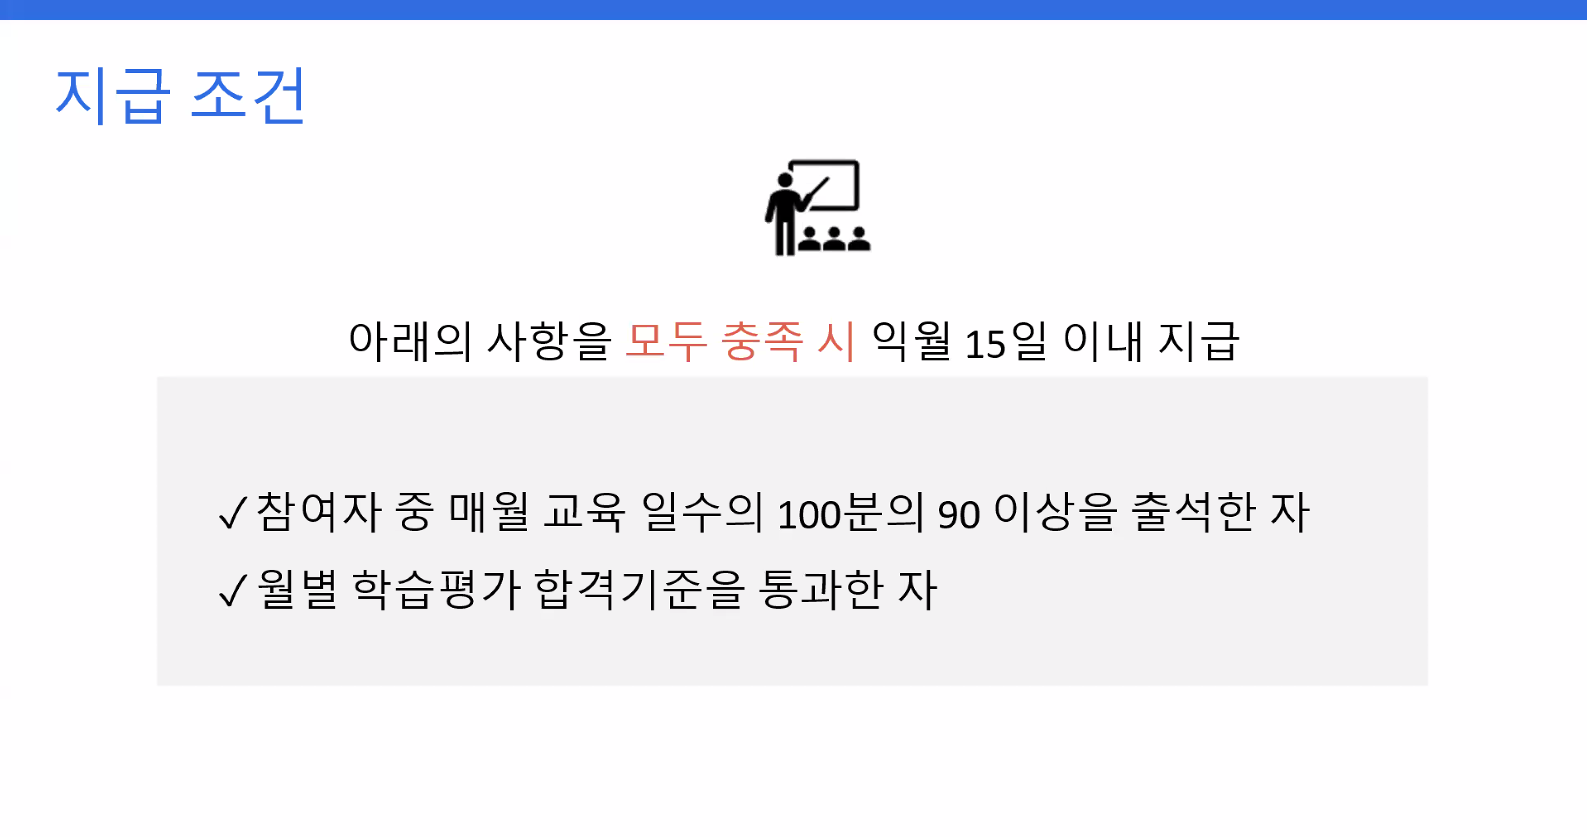 지급 조건
아래의 사항을 모두 충족 시 익월 15일 이내 지급
✓참여자 중 매월 교육 일수의 100분의 90 이상을 출석한 자
✓월별 학습평가 합격기준을 통과한 자